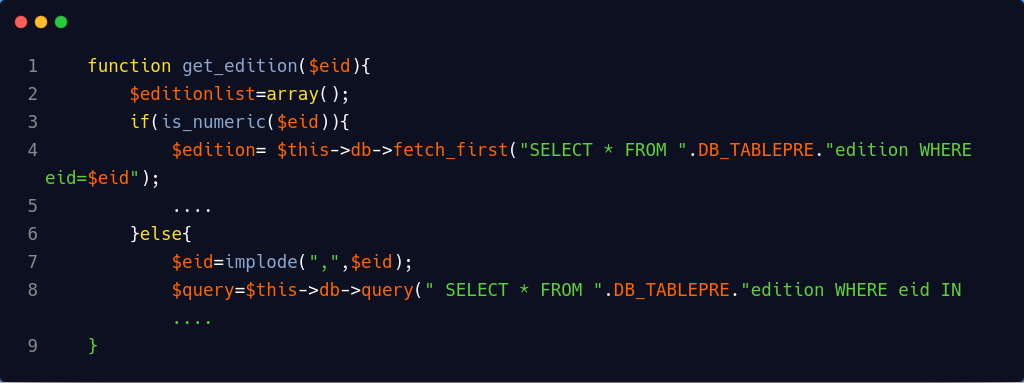 1 function get_edition($eid){
2 $editionlist=array();
3 if(is_numeric($eid)){
4 $edition= $this->db->fetch_first("SELECT * FROM ".DB_TABLEPRE."edition WHERE
eid=$eid");
5 ....
6 }else{
7 $eid=implode(",",$eid);
8 $query=$this->db->query(" SELECT * FROM ".DB_TABLEPRE."edition WHERE eid IN
....
9 }